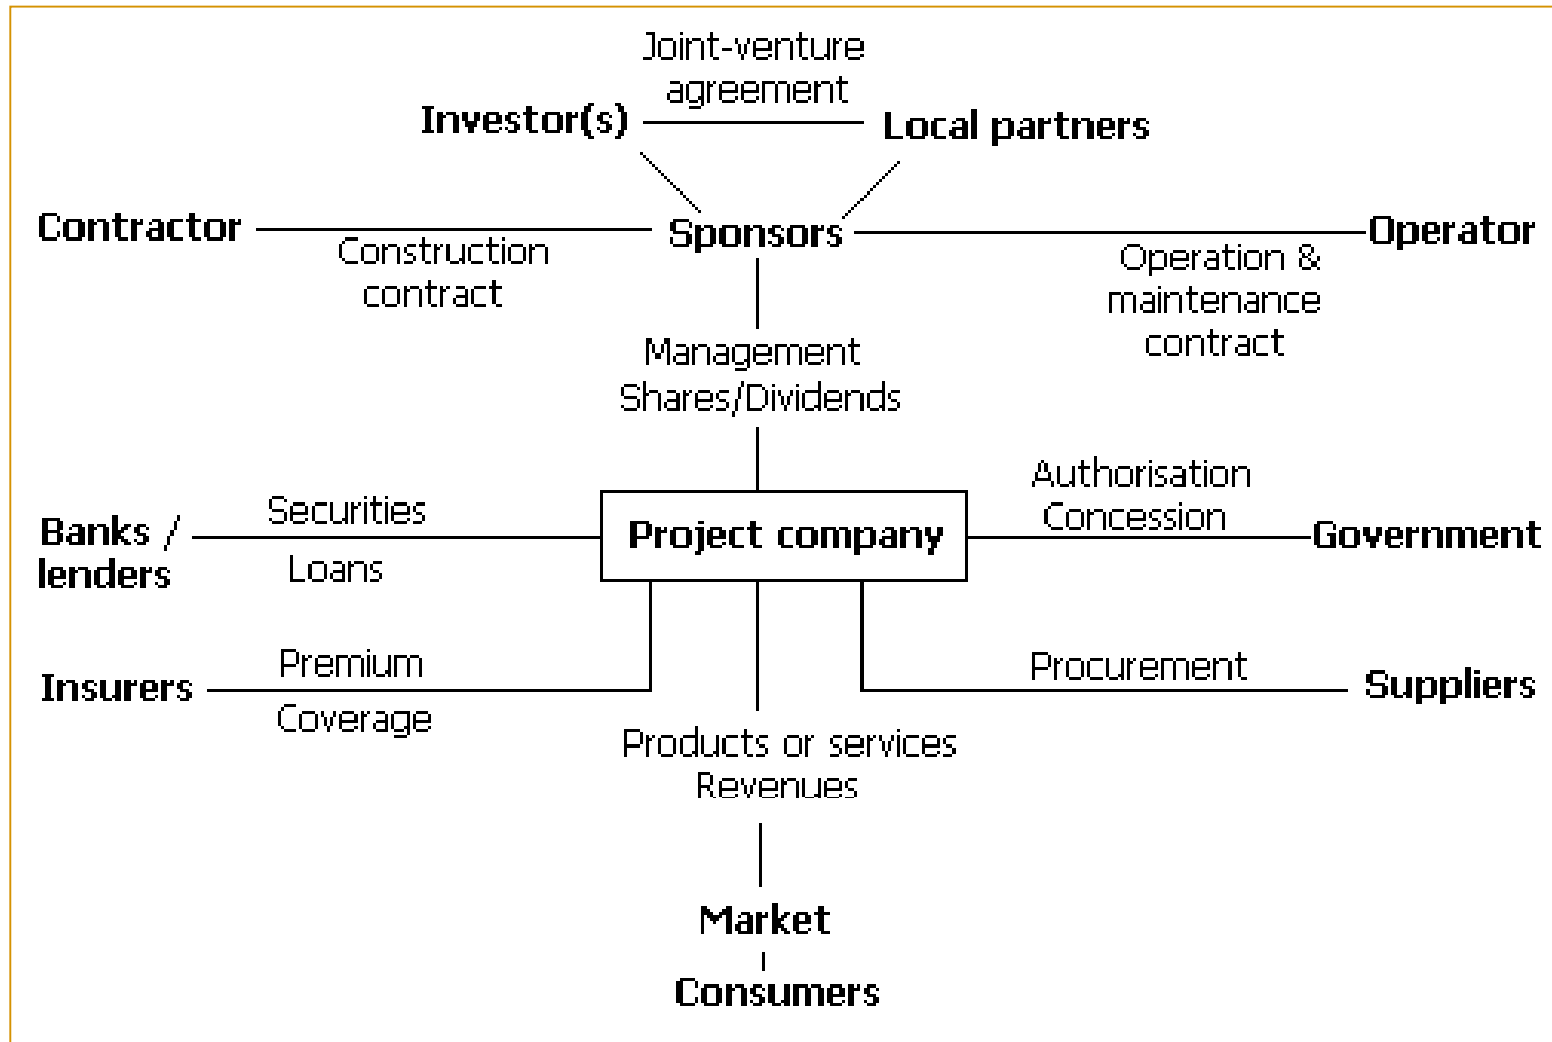 Joint-venture
agreement
Investor(s)
Local partners
Contractor
Sponsors
Operator
Construction
contract
Operation &
maintenance
contract
Management
Shares/Dividends
Banks /
lenders
Securities
Loans
Project company
Authorisation
Concession
Government
Insurers
Premium
Coverage
Procurement
Suppliers
Products or services
Revenues
Market
Consumers